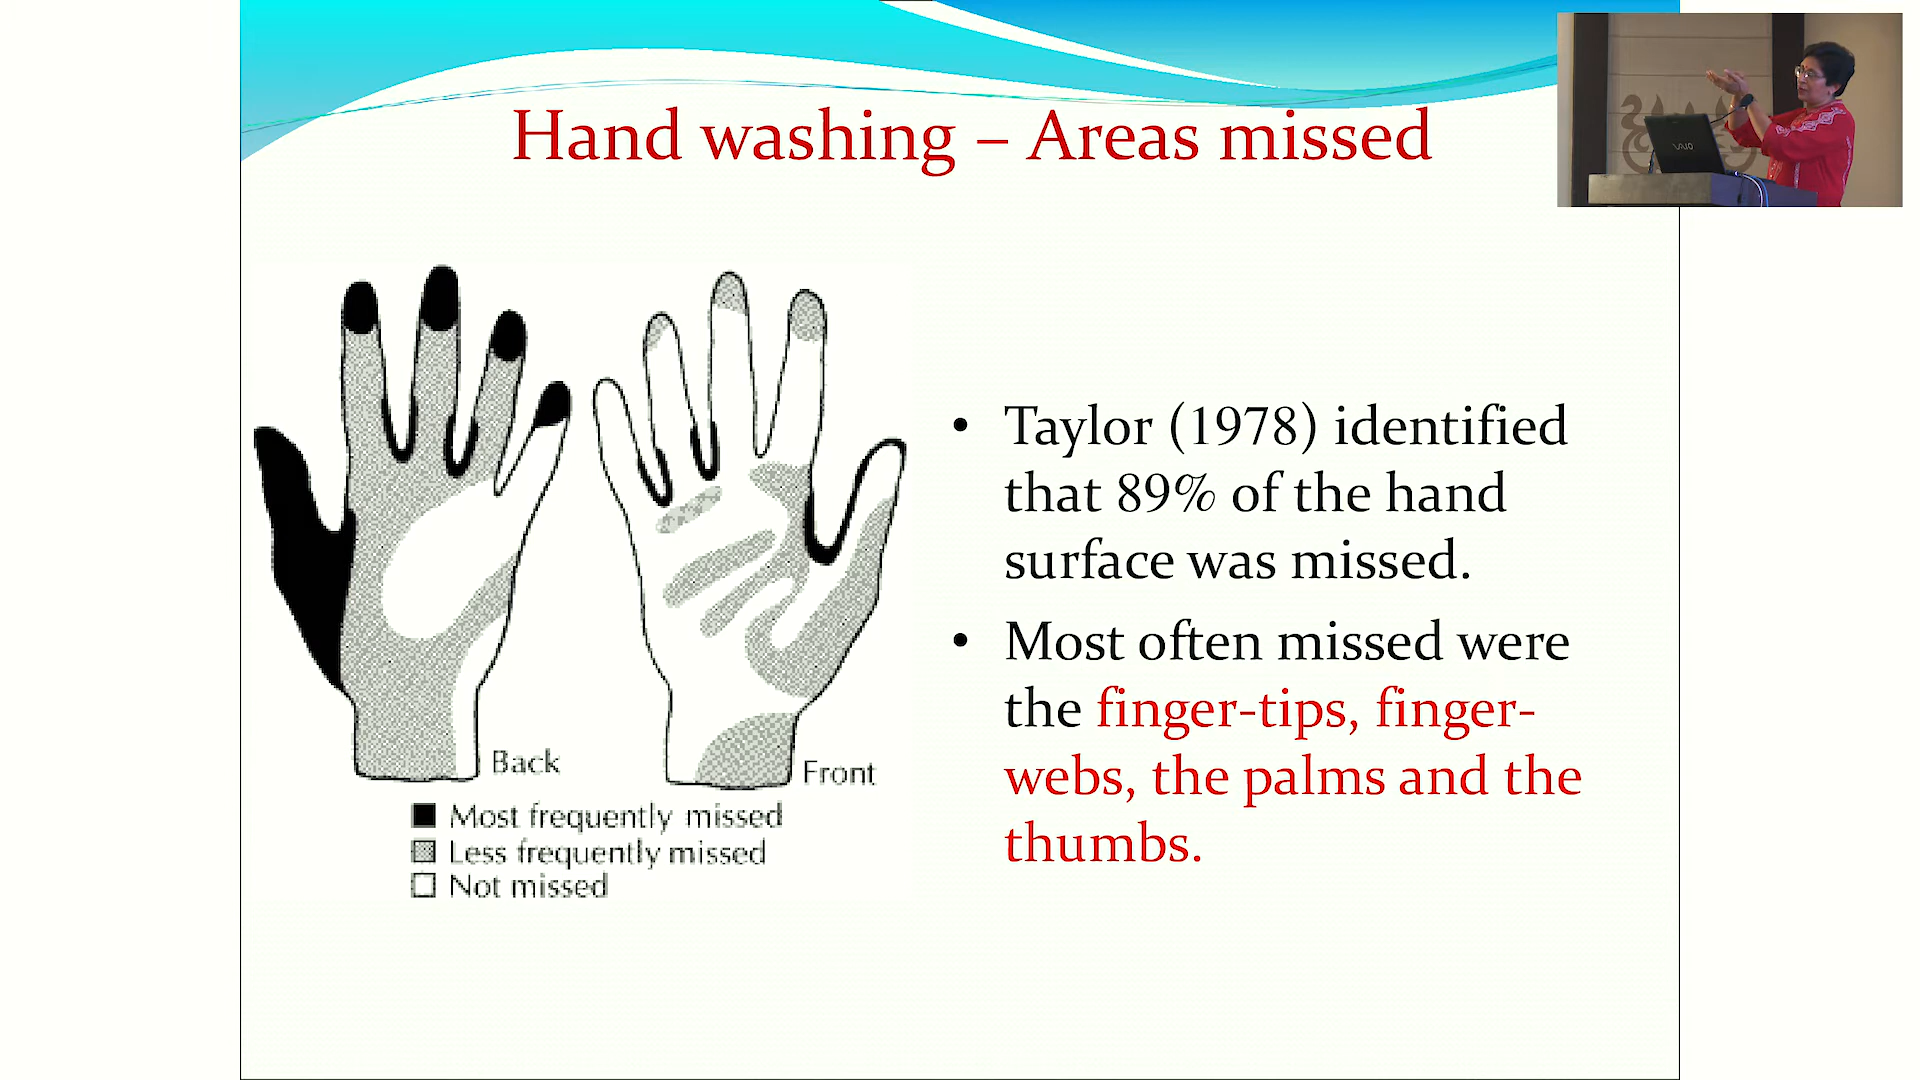 Hand washing – Areas missed
VAIO
• Taylor (1978) identified
that 89% of the hand
surface was missed.
• Most often missed were
the finger-tips, finger-
webs, the palms and the
thumbs.
Back
Front
Most frequently missed
Less frequently missed
Not missed